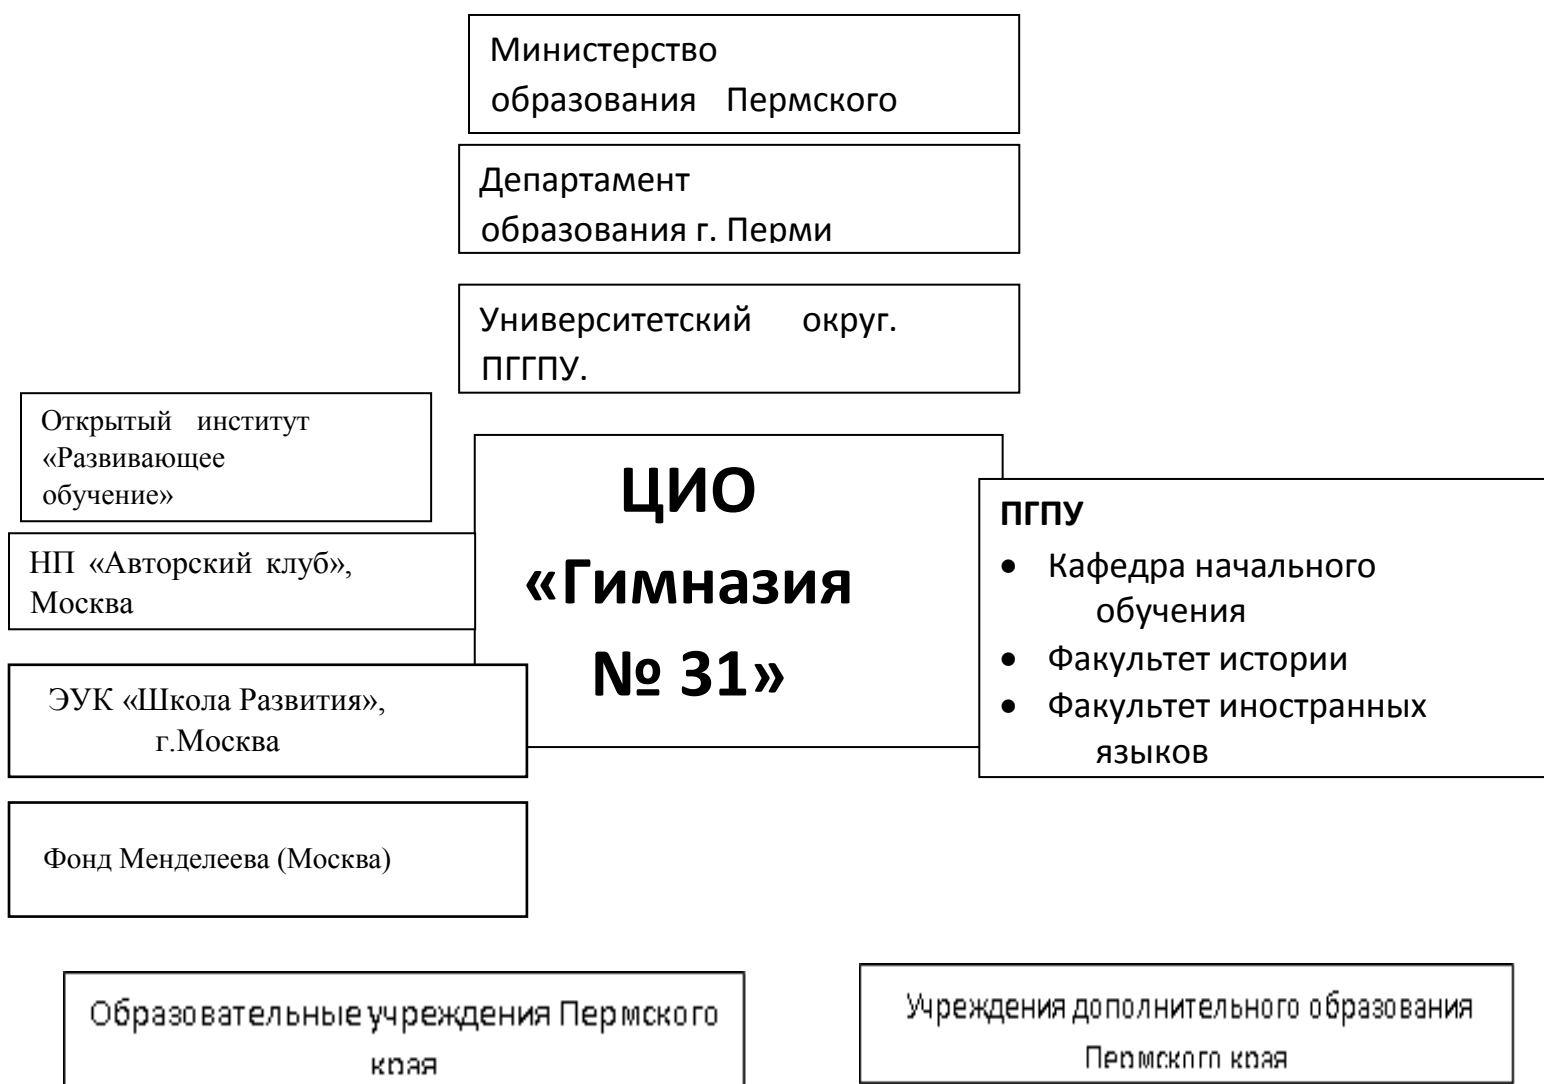 Министерство
образования Пермского
Департамент
образования г. Перми
Университетский округ.
ПГГПУ.
Открытый институт
«Развивающее
обучение»
НП «Авторский клуб»,
Москва
ЭУК «Школа Развития»,
г.Москва
Фонд Менделеева (Москва)
ЦИО
«Гимназия
№ 31»
ПГПУ
• Кафедра начального
обучения
• Факультет истории
• Факультет иностранных
языков
Образовательные учреждения Пермского
края
Учреждения дополнительного образования
Пермского края